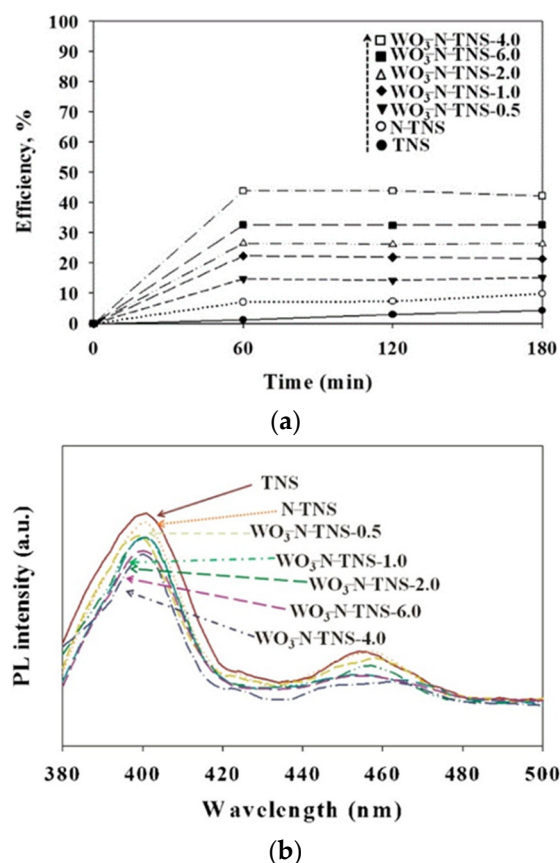 100
90
80
70
60
50
40
30
20
10
0
Efficiency, %
WO₃-N-TNS-4.0
WO₃-N-TNS-6.0
WO₃-N-TNS-2.0
WO₃-N-TNS-1.0
WO₃-N-TNS-0.5
N-TNS
TNS
0 60 120 180
Time (min)
(a)
PL intensity (a.u.)
TNS
N-TNS
WO₃-N-TNS-0.5
WO₃-N-TNS-1.0
WO₃-N-TNS-2.0
WO₃-N-TNS-6.0
WO₃-N-TNS-4.0
380 400 420 440 460 480 500
Wavelength (nm)
(b)